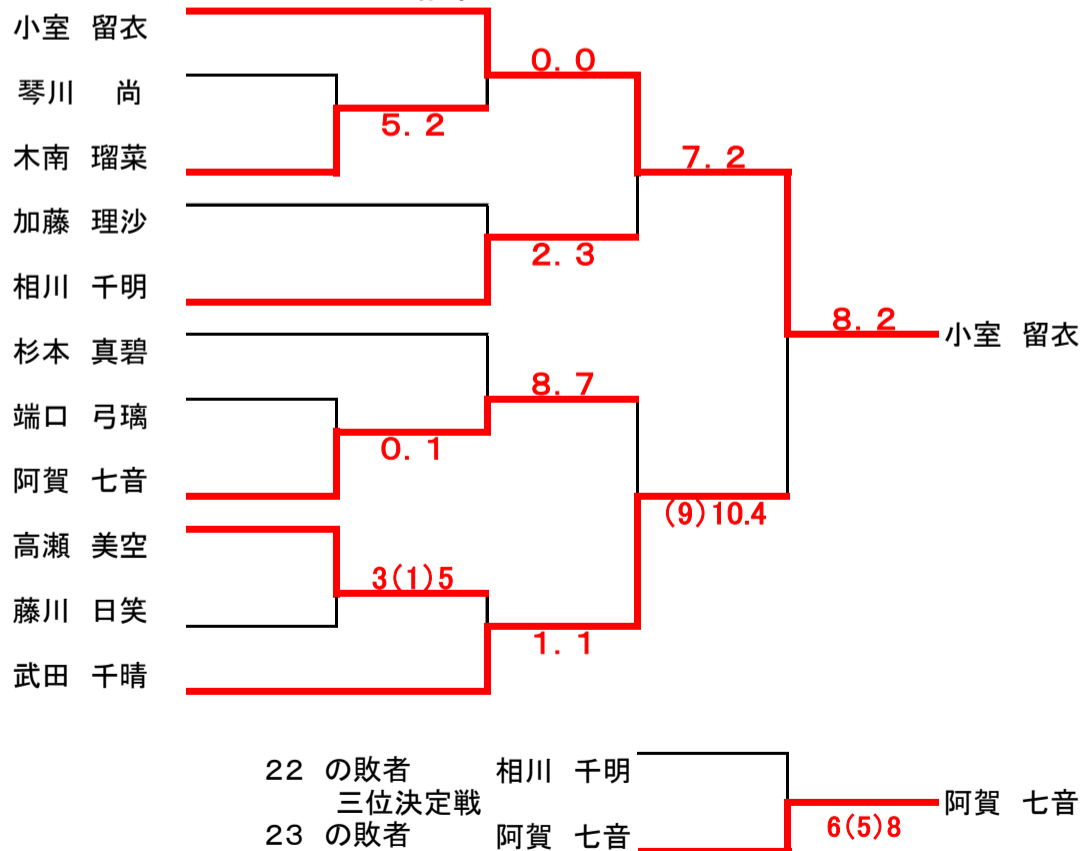 小室 留衣
0.0
琴川 尚
5.2
木南 瑠菜
7.2
加藤 理沙
2.3
相川 千明
8.2
小室 留衣
杉本 真碧
8.7
端口 弓璃
0.1
阿賀 七音
(9)10.4
高瀬 美空
3(1)5
藤川 日笑
1.1
武田 千晴
22 の敗者 相川 千明
三位決定戦
阿賀 七音
6(5)8
23 の敗者 阿賀 七音